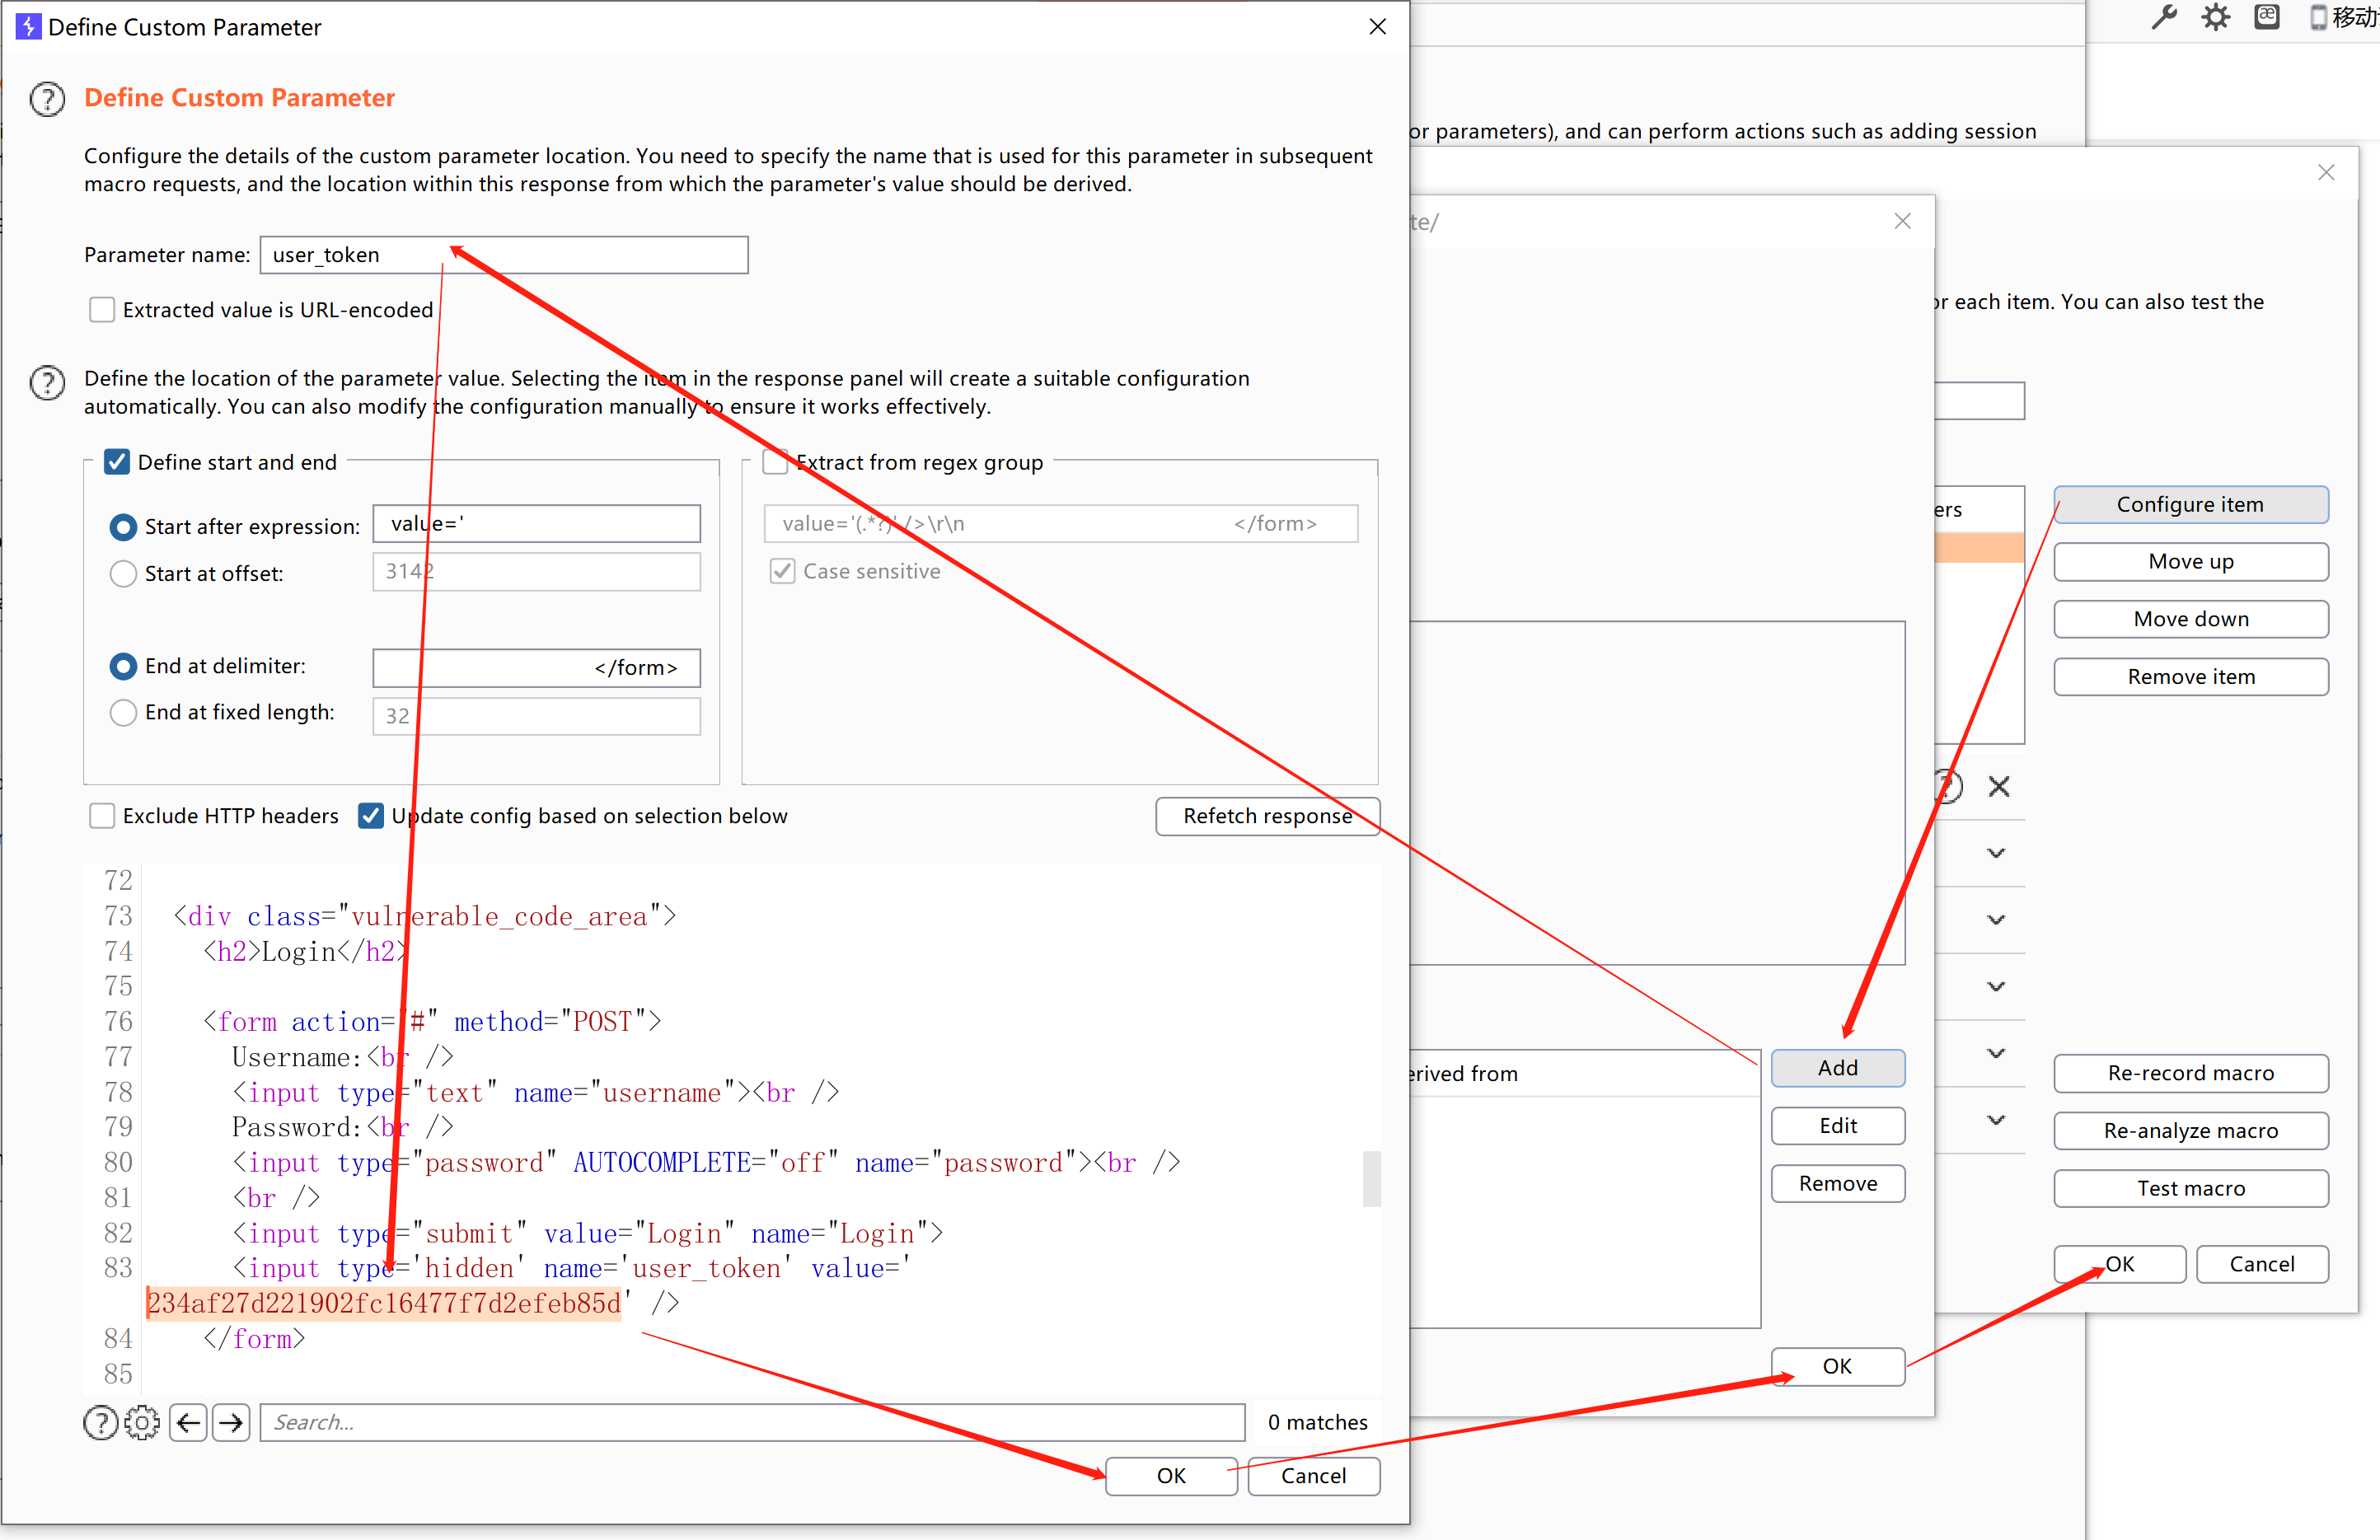 Define Custom Parameter
移动
Define Custom Parameter
Configure the details of the custom parameter location. You need to specify the name that is used for this parameter in subsequent
macro requests, and the location within this response from which the parameter's value should be derived.
or parameters), and can perform actions such as adding session
te/
Parameter name: user_token
Extracted value is URL-encoded
or each item. You can also test the
Define the location of the parameter value. Selecting the item in the response panel will create a suitable configuration
automatically. You can also modify the configuration manually to ensure it works effectively.
Define start and end
Start after expression: value='
Start at offset: 3142
End at delimiter: </form>
End at fixed length: 32
Extract from regex group
value='(.*?)' />\r\n </form>
Case sensitive
ers
Configure item
Move up
Move down
Remove item
Exclude HTTP headers
Update config based on selection below
Refetch response
72
73 <div class="vulnerable_code_area">
74 <h2>Login</h2>
75
76 <form action="#" method="POST">
77 Username:<br />
78 <input type="text" name="username"><br />
79 Password:<br />
80 <input type="password" AUTOCOMPLETE="off" name="password"><br />
81 <br />
82 <input type="submit" value="Login" name="Login">
83 <input type='hidden' name='user_token' value='
234af27d221902fc16477f7d2efeb85d' />
84 </form>
85
Search...
0 matches
OK
Cancel
erived from
Add
Edit
Remove
OK
Re-record macro
Re-analyze macro
Test macro
OK
Cancel